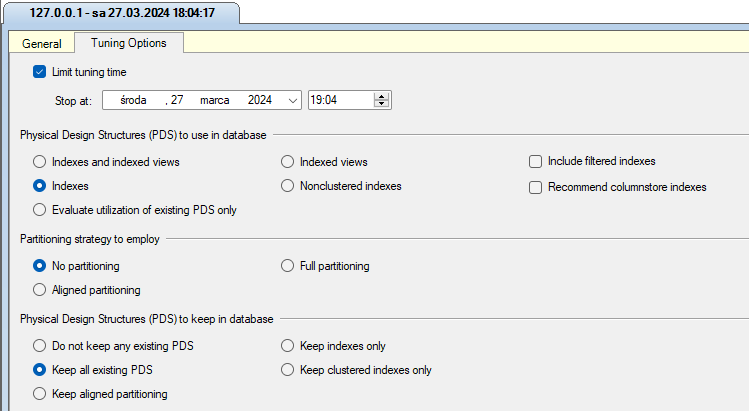 127.0.0.1 - sa 27.03.2024 18:04:17
General Tuning Options
Limit tuning time
Stop at: środa , 27 marca 2024 19:04
Physical Design Structures (PDS) to use in database
Indexes and indexed views Indexed views Include filtered indexes
Indexes Nonclustered indexes Recommend columnstore indexes
Evaluate utilization of existing PDS only
Partitioning strategy to employ
No partitioning Full partitioning
Aligned partitioning
Physical Design Structures (PDS) to keep in database
Do not keep any existing PDS Keep indexes only
Keep all existing PDS Keep clustered indexes only
Keep aligned partitioning